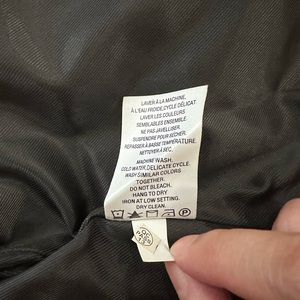 LAVER À LA MACHINE,
À L'EAU FROIDE, CYCLE DÉLICAT.
LAVER LES COULEURS
SEMBLABLES ENSEMBLE.
NE PAS JAVELLISER.
SUSPENDRE POUR SÉCHER.
REPASSER À BASSE TEMPÉRATURE.
NETTOYER À SEC.
MACHINE WASH,
COLD WATER, DELICATE CYCLE.
WASH SIMILAR COLORS
TOGETHER.
DO NOT BLEACH.
HANG TO DRY
IRON AT LOW SETTING.
DRY CLEAN.
P